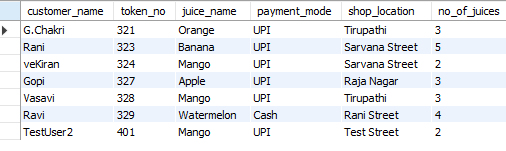 customer_name token_no juice_name payment_mode shop_location no_of_juices
G.Chakri 321 Orange UPI Tirupathi 3
Rani 323 Banana UPI Sarvana Street 5
veKiran 324 Mango UPI Sarvana Street 2
Gopi 327 Apple UPI Raja Nagar 3
Vasavi 328 Mango UPI Tirupathi 3
Ravi 329 Watermelon Cash Rani Street 4
TestUser2 401 Mango UPI Test Street 2